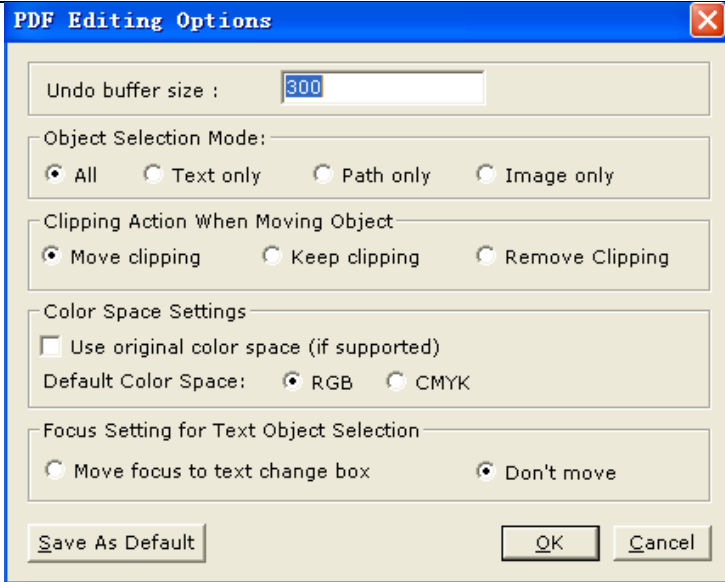 PDF Editing Options
Undo buffer size : 300
Object Selection Mode:
All Text only Path only Image only
Clipping Action When Moving Object
Move clipping Keep clipping Remove Clipping
Color Space Settings
Use original color space (if supported)
Default Color Space: RGB CMYK
Focus Setting for Text Object Selection
Move focus to text change box Don't move
Save As Default OK Cancel